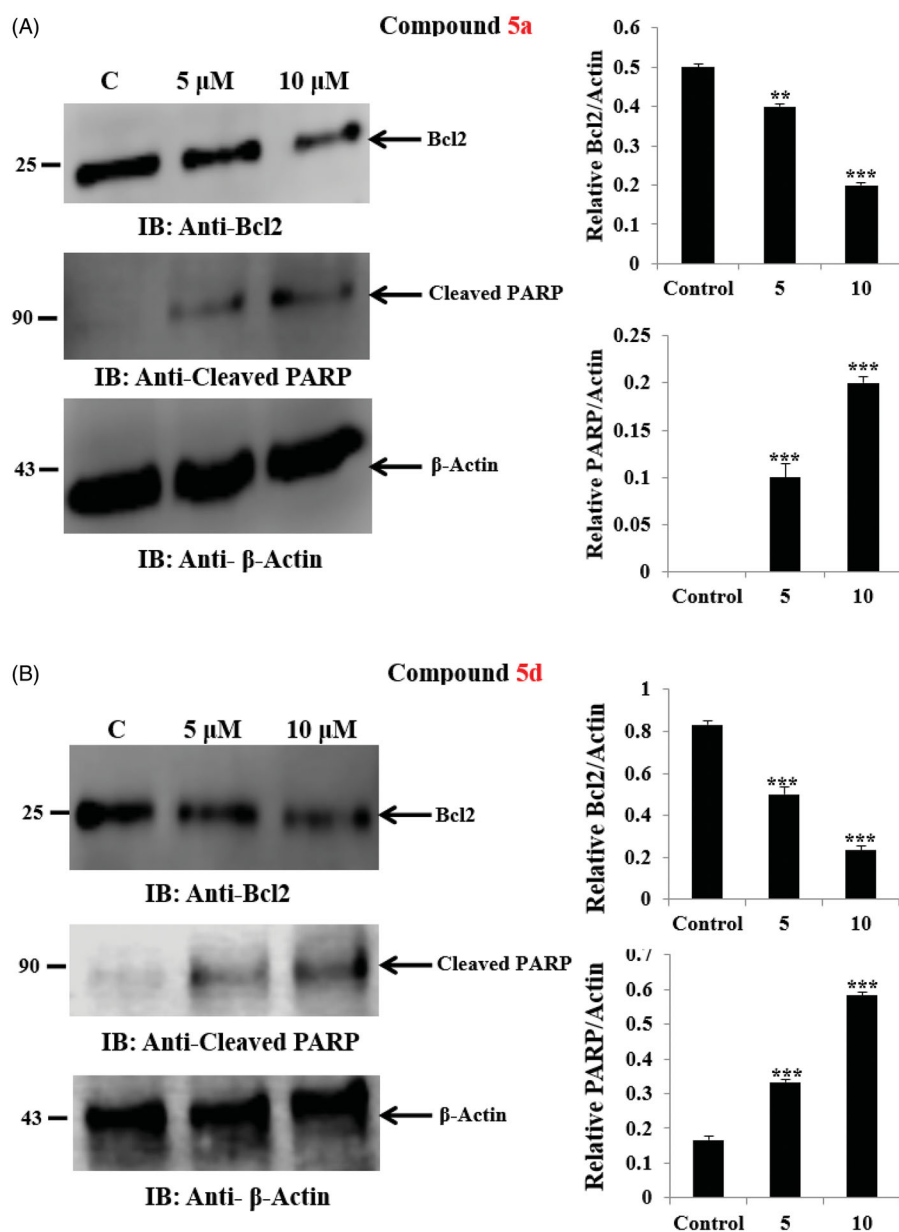 (A)
Compound 5a
C 5 μM 10 μM
25
Bcl2
IB: Anti-Bcl2
90
Cleaved PARP
IB: Anti-Cleaved PARP
43
β-Actin
IB: Anti- β-Actin
Relative Bcl2/Actin
0.6
0.5
0.4
0.3
0.2
0.1
0
**
***
Control 5 10
Relative PARP/Actin
0.25
0.2
0.15
0.1
0.05
0
***
***
Control 5 10
(B)
Compound 5d
C 5 μM 10 μM
25
Bcl2
IB: Anti-Bcl2
90
Cleaved PARP
IB: Anti-Cleaved PARP
43
β-Actin
IB: Anti- β-Actin
Relative Bcl2/Actin
1
0.8
0.6
0.4
0.2
0
***
***
Control 5 10
Relative PARP/Actin
0.7
0.6
0.5
0.4
0.3
0.2
0.1
0
***
***
Control 5 10